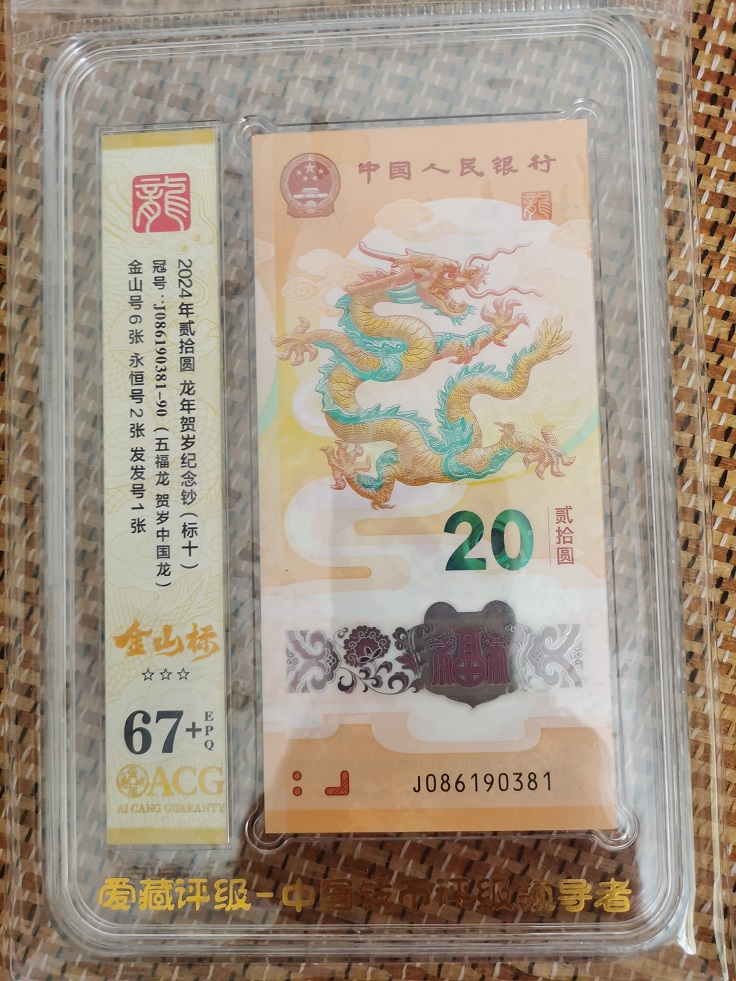 龍
2024年贰拾圆 龙年贺岁纪念钞(标十)
冠号:J086190381-90(五福龙 贺岁中国龙)
金山号6张 永恒号2张 发发号1张
金山标
☆☆☆
67+
EPQ
ACG
AI CANG GUARANTY
中国人民银行
龍
20
贰拾圆
福
J086190381
爱藏评级-中国钱币评级领导者